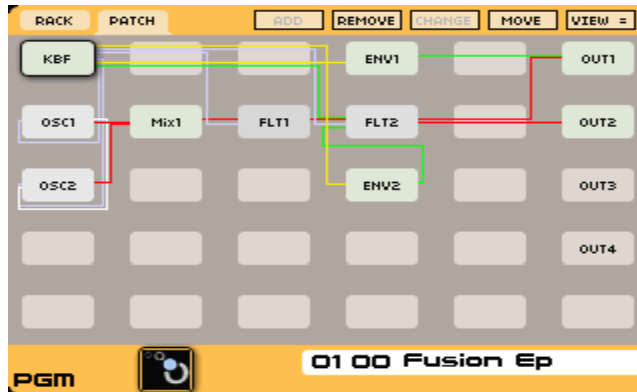 RACK PATCH ADD REMOVE CHANGE MOVE VIEW =
KBF ENV1 OUT1
OSC1 Mix1 FLT1 FLT2 OUT2
OSC2 ENV2 OUT3
OUT4
PGM 01 00 Fusion Ep